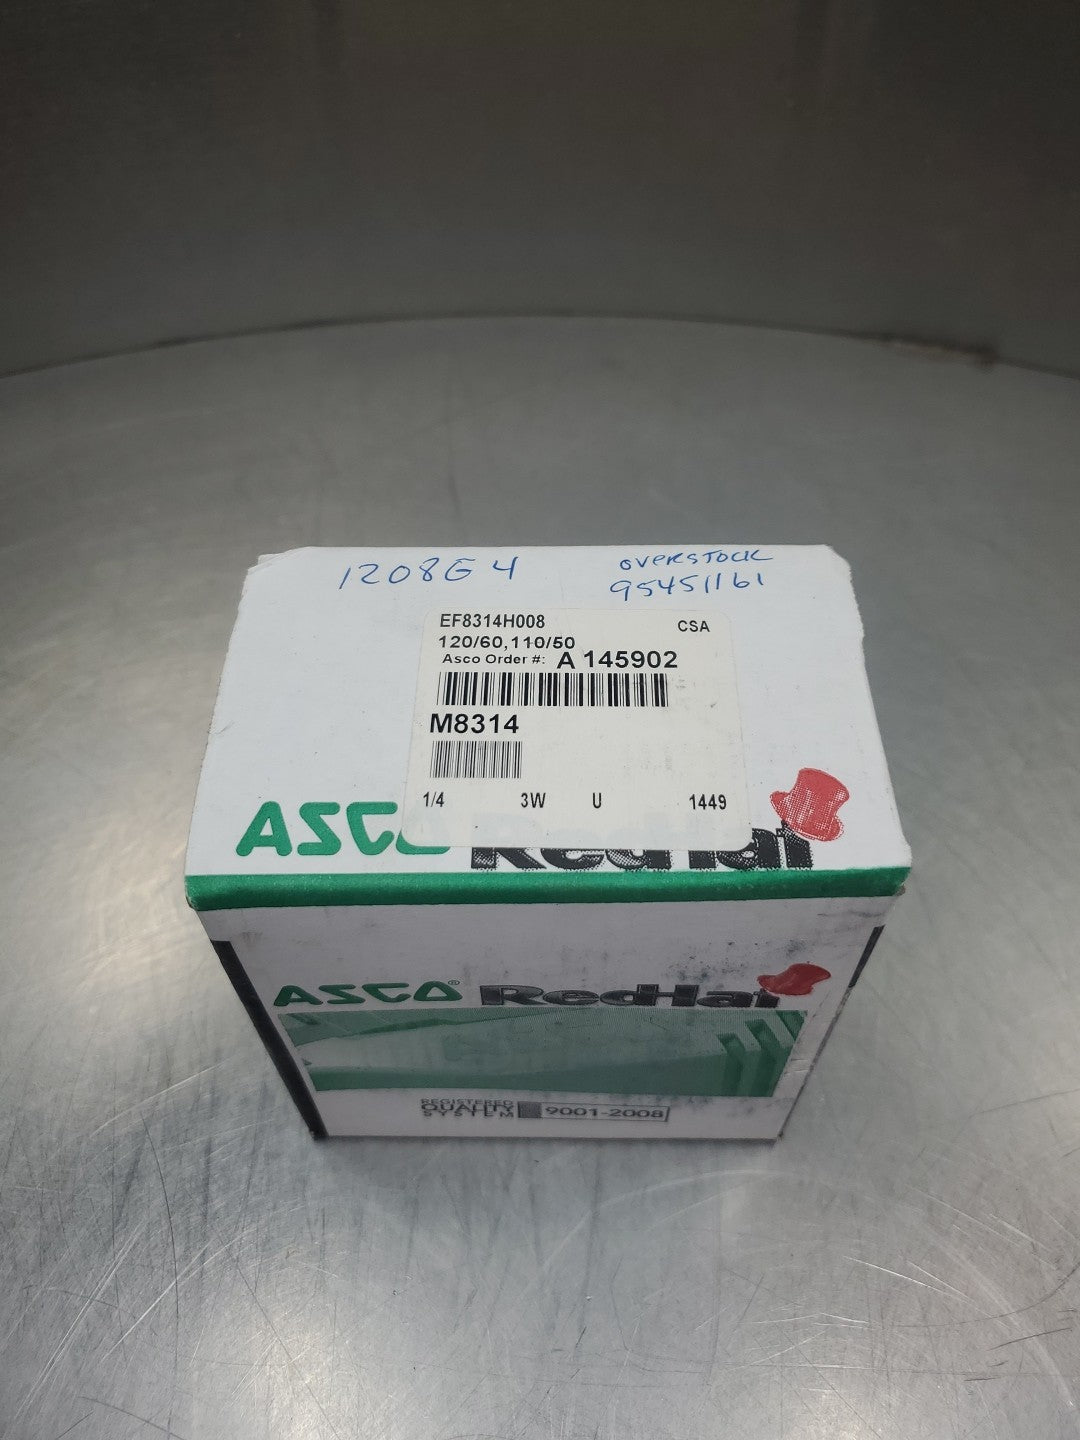 1208G4
OVERSTOCK
95451161
EF8314H008
CSA
120/60,110/50
Asco Order #: A 145902
M8314
1/4 3W U 1449
ASCO RedHat
ASCO® RedHat
REGISTERED
QUALITY
SYSTEM
9001-2008